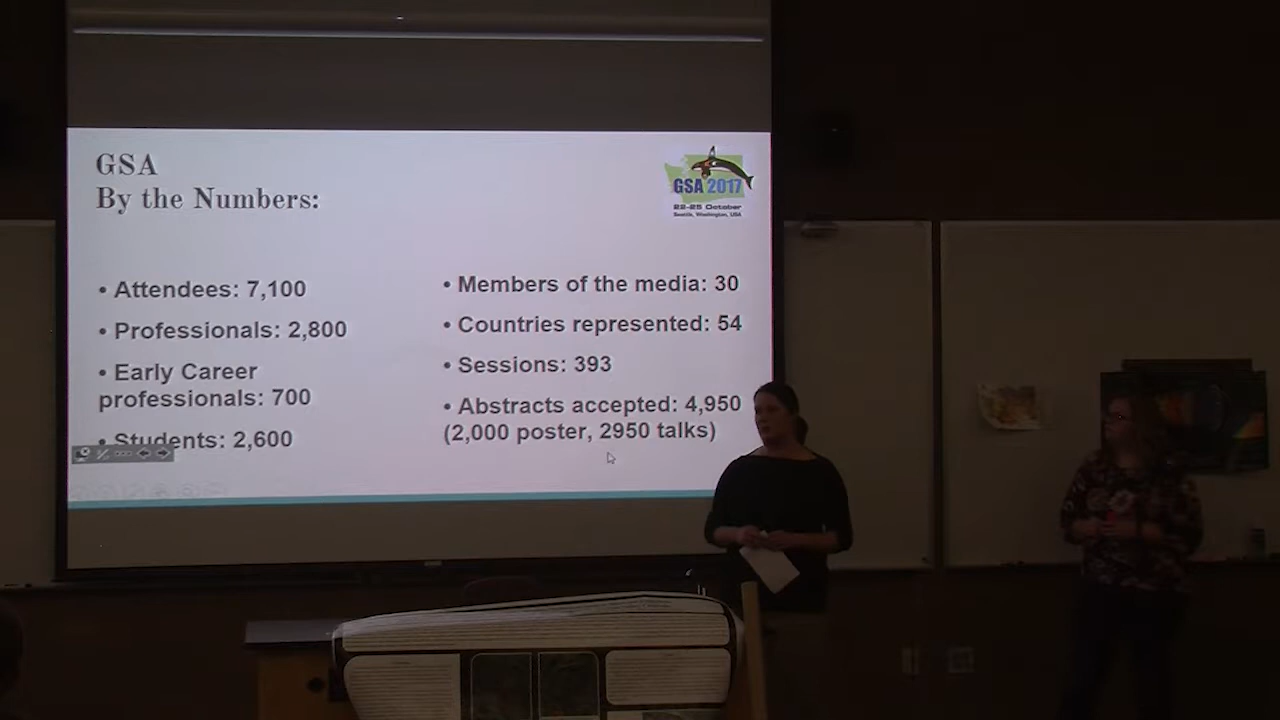 GSA
By the Numbers:
GSA 2017
22-25 October
Seattle, Washington, USA
• Attendees: 7,100
• Professionals: 2,800
• Early Career
professionals: 700
• Students: 2,600
• Members of the media: 30
• Countries represented: 54
• Sessions: 393
• Abstracts accepted: 4,950
(2,000 poster, 2950 talks)